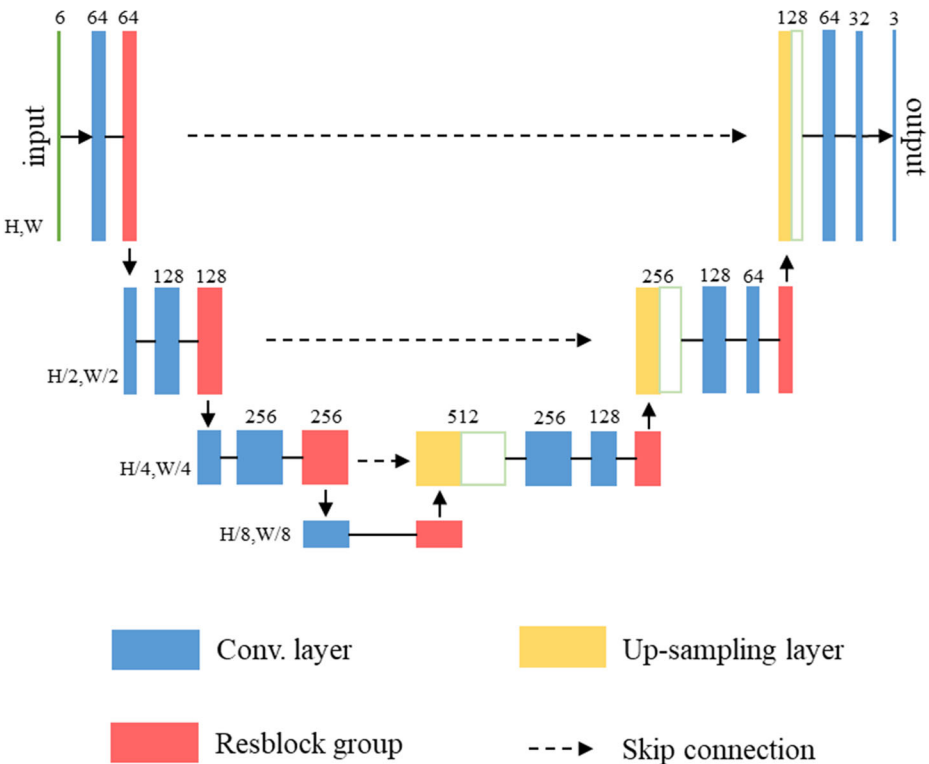 6 64 64
128 64 32 3
input
output
H,W
128 128
256 128 64
H/2,W/2
256 256 512 256 128
H/4,W/4
H/8,W/8
Conv. layer
Up-sampling layer
Resblock group
Skip connection